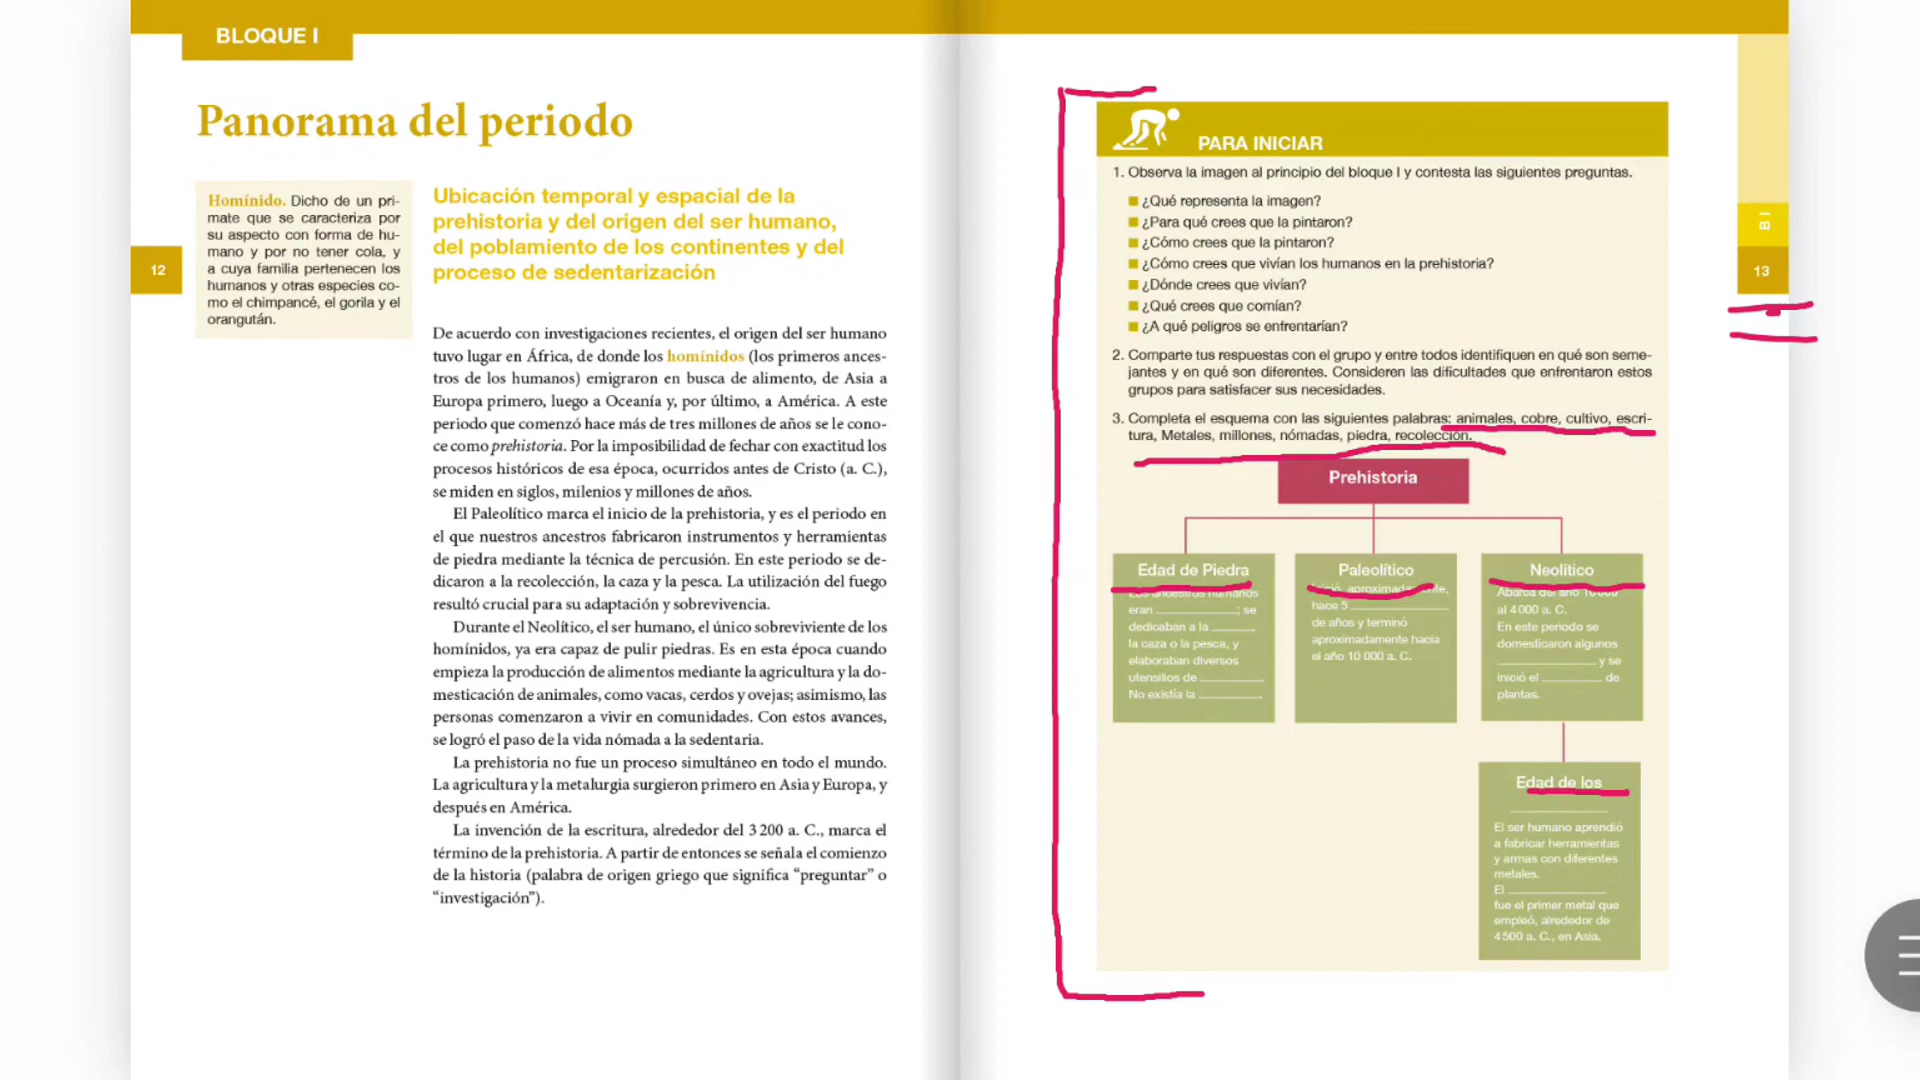 BLOQUE I
Panorama del periodo
Homínido. Dicho de un pri-
mate que se caracteriza por
su aspecto con forma de hu-
mano y por no tener cola, y
a cuya familia pertenecen los
humanos y otras especies co-
mo el chimpancé, el gorila y el
orangután.
12
Ubicación temporal y espacial de la
prehistoria y del origen del ser humano,
del poblamiento de los continentes y del
proceso de sedentarización
De acuerdo con investigaciones recientes, el origen del ser humano
tuvo lugar en África, de donde los homínidos (los primeros ances-
tros de los humanos) emigraron en busca de alimento, de Asia a
Europa primero, luego a Oceanía y, por último, a América. A este
periodo que comenzó hace más de tres millones de años se le cono-
ce como prehistoria. Por la imposibilidad de fechar con exactitud los
procesos históricos de esa época, ocurridos antes de Cristo (a. C.),
se miden en siglos, milenios y millones de años.
El Paleolítico marca el inicio de la prehistoria, y es el periodo en
el que nuestros ancestros fabricaron instrumentos y herramientas
de piedra mediante la técnica de percusión. En este periodo se de-
dicaron a la recolección, la caza y la pesca. La utilización del fuego
resultó crucial para su adaptación y sobrevivencia.
Durante el Neolítico, el ser humano, el único sobreviviente de los
homínidos, ya era capaz de pulir piedras. Es en esta época cuando
empieza la producción de alimentos mediante la agricultura y la do-
mesticación de animales, como vacas, cerdos y ovejas; asimismo, las
personas comenzaron a vivir en comunidades. Con estos avances,
se logró el paso de la vida nómada a la sedentaria.
La prehistoria no fue un proceso simultáneo en todo el mundo.
La agricultura y la metalurgia surgieron primero en Asia y Europa, y
después en América.
La invención de la escritura, alrededor del 3 200 a. C., marca el
término de la prehistoria. A partir de entonces se señala el comienzo
de la historia (palabra de origen griego que significa “preguntar” o
“investigación”).
PARA INICIAR
1. Observa la imagen al principio del bloque I y contesta las siguientes preguntas.
¿Qué representa la imagen?
¿Para qué crees que la pintaron?
¿Cómo crees que la pintaron?
¿Cómo crees que vivían los humanos en la prehistoria?
¿Dónde crees que vivían?
¿Qué crees que comían?
¿A qué peligros se enfrentarían?
2. Comparte tus respuestas con el grupo y entre todos identifiquen en qué son seme-
jantes y en qué son diferentes. Consideren las dificultades que enfrentaron estos
grupos para satisfacer sus necesidades.
3. Completa el esquema con las siguientes palabras: animales, cobre, cultivo, escri-
tura, Metales, millones, nómadas, piedra, recolección.
Prehistoria
Edad de Piedra
Los ancestros humanos
eran ____________; se
dedicaban a la ______,
la caza o la pesca, y
elaboraban diversos
utensilios de _________.
No existía la _________.
Paleolítico
aproximadamente,
hace 5 ______________
de años y terminó
aproximadamente hacia
el año 10 000 a. C.
Neolítico
Abarca del año 10 000
al 4 000 a. C.
En este periodo se
domesticaron algunos
______________ y se
inició el _________ de
plantas.
Edad de los
______________
El ser humano aprendió
a fabricar herramientas
y armas con diferentes
metales.
El ______________
fue el primer metal que
empleó, alrededor de
4 500 a. C., en Asia.
B I
13